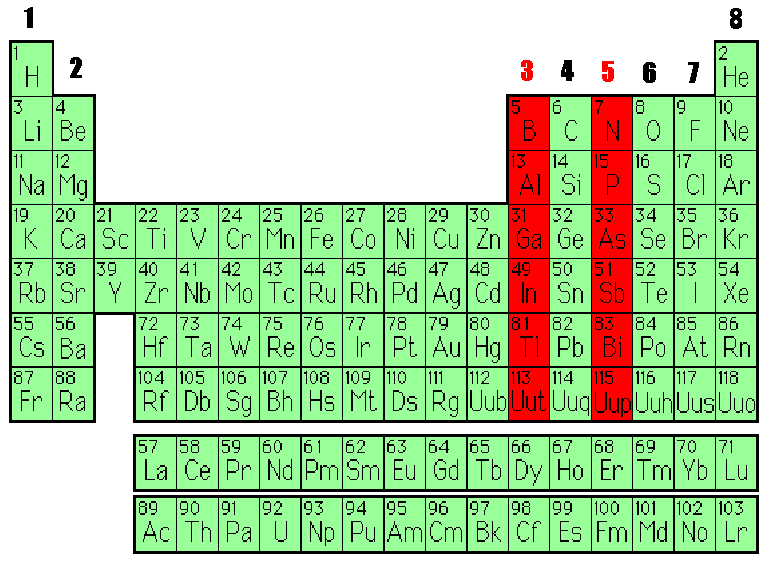 1 8
2 3 4 5 6 7
1 2
H He
3 4 5 6 7 8 9 10
Li Be B C N O F Ne
11 12 13 14 15 16 17 18
Na Mg Al Si P S Cl Ar
19 20 21 22 23 24 25 26 27 28 29 30 31 32 33 34 35 36
K Ca Sc Ti V Cr Mn Fe Co Ni Cu Zn Ga Ge As Se Br Kr
37 38 39 40 41 42 43 44 45 46 47 48 49 50 51 52 53 54
Rb Sr Y Zr Nb Mo Tc Ru Rh Pd Ag Cd In Sn Sb Te I Xe
55 56 72 73 74 75 76 77 78 79 80 81 82 83 84 85 86
Cs Ba Hf Ta W Re Os Ir Pt Au Hg Tl Pb Bi Po At Rn
87 88 104 105 106 107 108 109 110 111 112 113 114 115 116 117 118
Fr Ra Rf Db Sg Bh Hs Mt Ds Rg Uub Uut Uuq Uup Uuh Uus Uuo
57 58 59 60 61 62 63 64 65 66 67 68 69 70 71
La Ce Pr Nd Pm Sm Eu Gd Tb Dy Ho Er Tm Yb Lu
89 90 91 92 93 94 95 96 97 98 99 100 101 102 103
Ac Th Pa U Np Pu Am Cm Bk Cf Es Fm Md No Lr